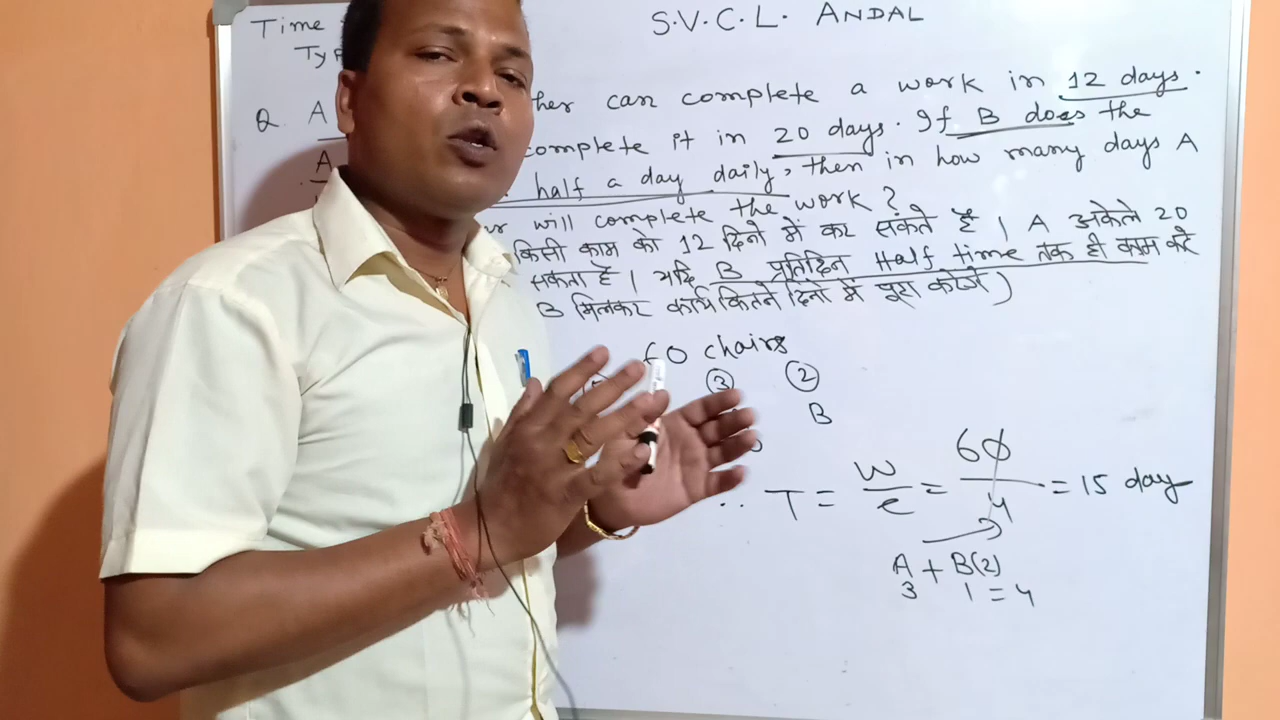 Time
S.V.C.L. ANDAL
Q. A her can complete a work in 12 days.
A complete it in 20 days. If B does the
half a day daily, then in how many days A
will complete the work?
किसी काम को 12 दिनो में कर सकते है। A अकेले 20
सकता है। यदि B प्रतिदिन Half time तक ही काम करे
B मिलकर कार्य कितने दिनो में पूरा करेंगे)
60 chairs
③ ②
B
T = W/e = 60/4 = 15 day
A + B(2)
3 1 = 4